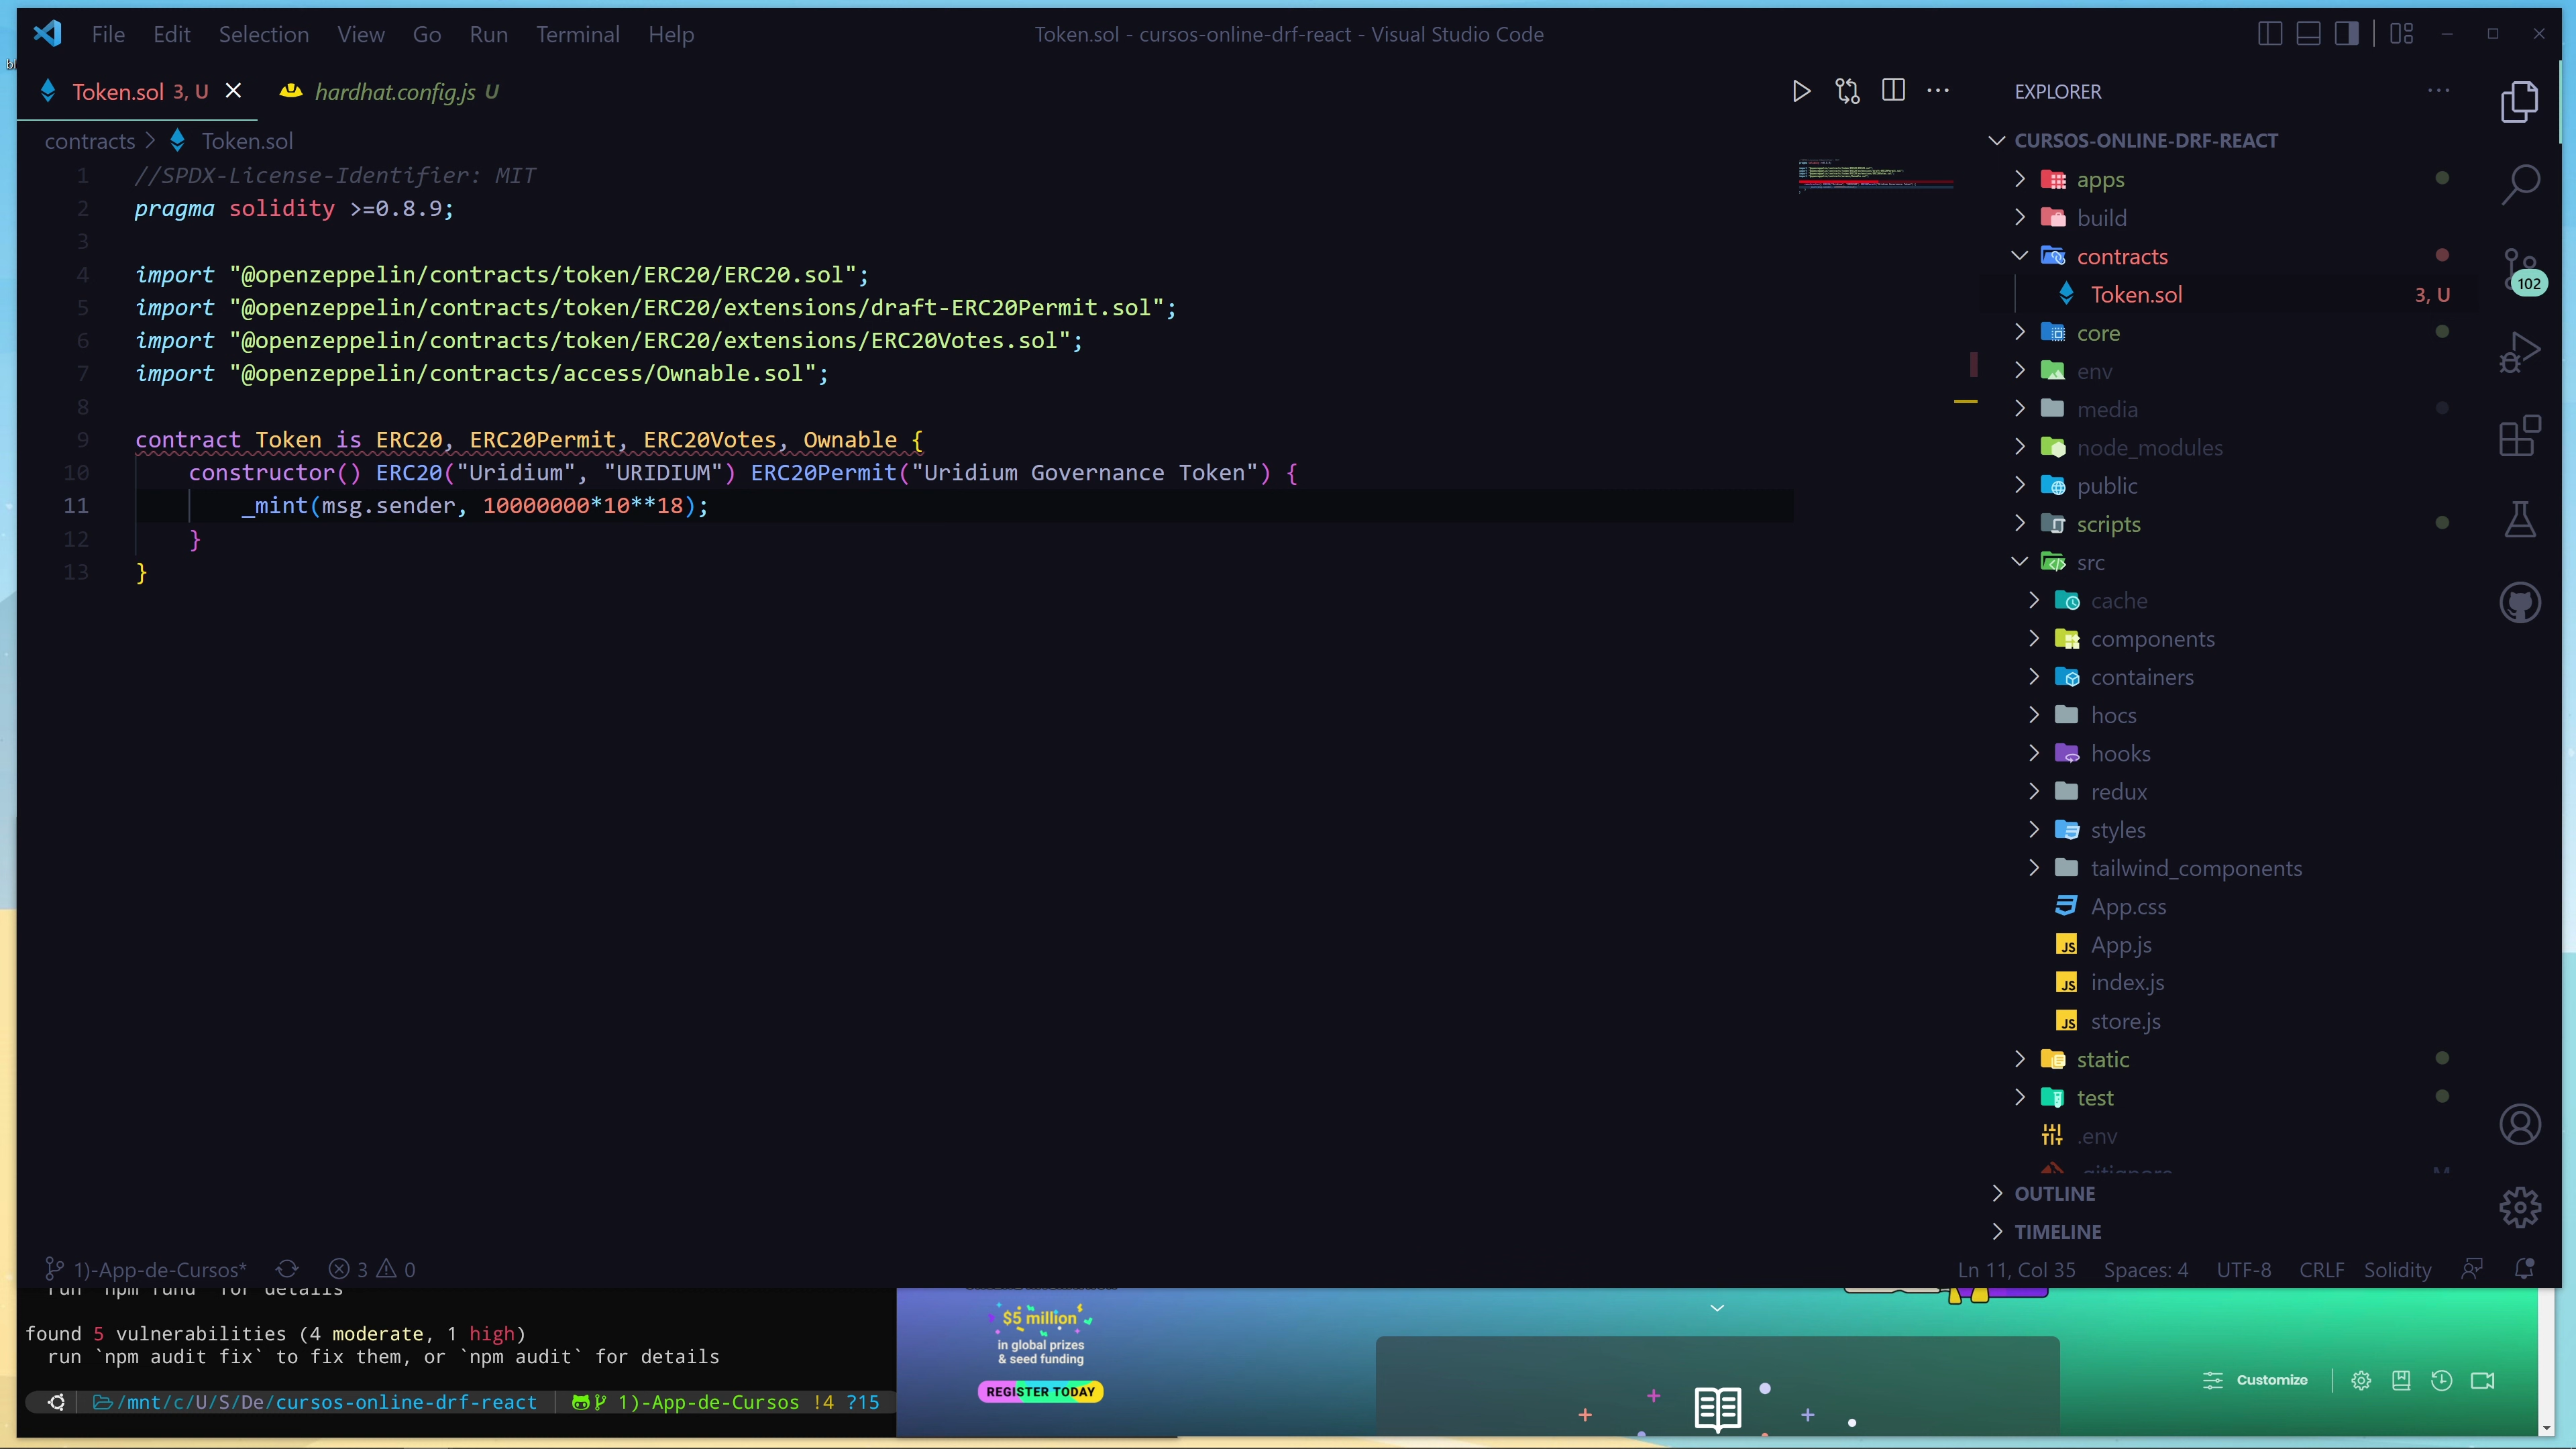 File Edit Selection View Go Run Terminal Help
Token.sol - cursos-online-drf-react - Visual Studio Code
Token.sol 3, U
hardhat.config.js U
contracts > Token.sol
1 //SPDX-License-Identifier: MIT
2 pragma solidity >=0.8.9;
3
4 import "@openzeppelin/contracts/token/ERC20/ERC20.sol";
5 import "@openzeppelin/contracts/token/ERC20/extensions/draft-ERC20Permit.sol";
6 import "@openzeppelin/contracts/token/ERC20/extensions/ERC20Votes.sol";
7 import "@openzeppelin/contracts/access/Ownable.sol";
8
9 contract Token is ERC20, ERC20Permit, ERC20Votes, Ownable {
10 constructor() ERC20("Uridium", "URIDIUM") ERC20Permit("Uridium Governance Token") {
11 _mint(msg.sender, 10000000*10**18);
12 }
13 }
EXPLORER
CURSOS-ONLINE-DRF-REACT
apps
build
contracts
Token.sol 3, U
core
env
media
node_modules
public
scripts
src
cache
components
containers
hocs
hooks
redux
styles
tailwind_components
App.css
App.js
index.js
store.js
static
test
.env
.gitignore M
OUTLINE
TIMELINE
102
1)-App-de-Cursos* 3 0
Ln 11, Col 35 Spaces: 4 UTF-8 CRLF Solidity
run `npm fund` for details
found 5 vulnerabilities (4 moderate, 1 high)
run `npm audit fix` to fix them, or `npm audit` for details
/mnt/c/U/S/De/cursos-online-drf-react 1)-App-de-Cursos !4 ?15
$5 million
in global prizes
& seed funding
REGISTER TODAY
Customize